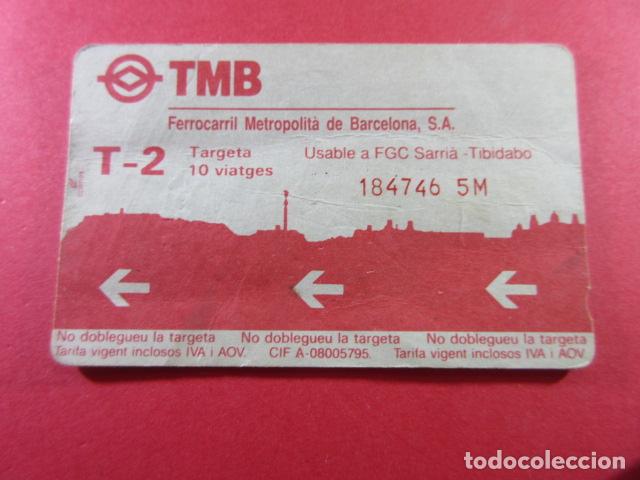 TMB
Ferrocarril Metropolità de Barcelona, S.A.
T-2 Targeta 10 viatges Usable a FGC Sarrià -Tibidabo
184746 5M
No doblegueu la targeta No doblegueu la targeta No doblegueu la targeta
Tarifa vigent inclosos IVA i AOV. CIF A-08005795. Tarifa vigent inclosos IVA i AOV.
todocoleccion